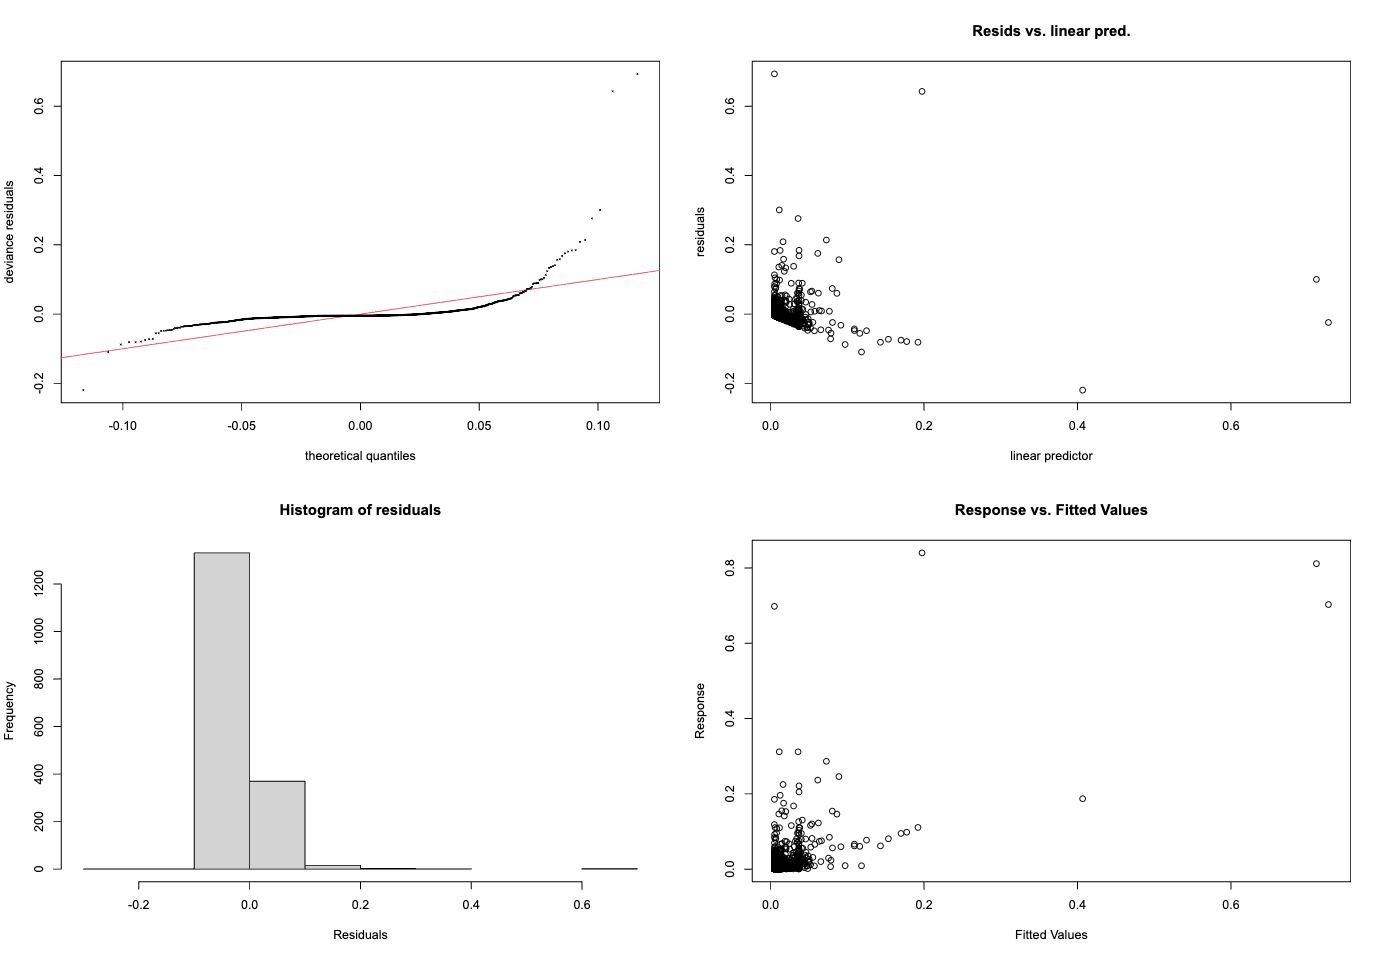 deviance residuals
-0.2 0.0 0.2 0.4 0.6
-0.10 -0.05 0.00 0.05 0.10
theoretical quantiles
Resids vs. linear pred.
residuals
-0.2 0.0 0.2 0.4 0.6
0.0 0.2 0.4 0.6
linear predictor
Histogram of residuals
Frequency
0 200 400 600 800 1000 1200
-0.2 0.0 0.2 0.4 0.6
Residuals
Response vs. Fitted Values
Response
0.0 0.2 0.4 0.6 0.8
0.0 0.2 0.4 0.6
Fitted Values